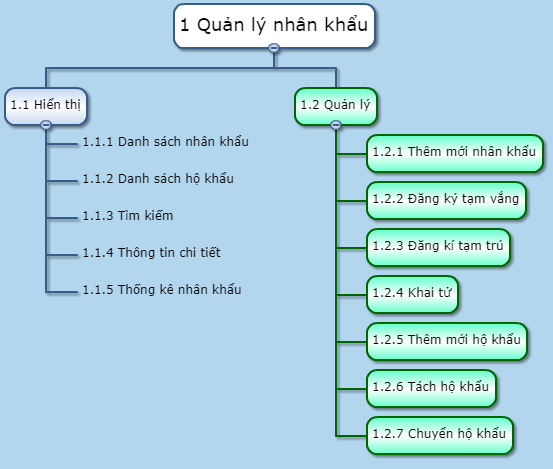 1 Quản lý nhân khẩu
1.1 Hiển thị
1.1.1 Danh sách nhân khẩu
1.1.2 Danh sách hộ khẩu
1.1.3 Tìm kiếm
1.1.4 Thông tin chi tiết
1.1.5 Thống kê nhân khẩu
1.2 Quản lý
1.2.1 Thêm mới nhân khẩu
1.2.2 Đăng ký tạm vắng
1.2.3 Đăng kí tạm trú
1.2.4 Khai tử
1.2.5 Thêm mới hộ khẩu
1.2.6 Tách hộ khẩu
1.2.7 Chuyển hộ khẩu